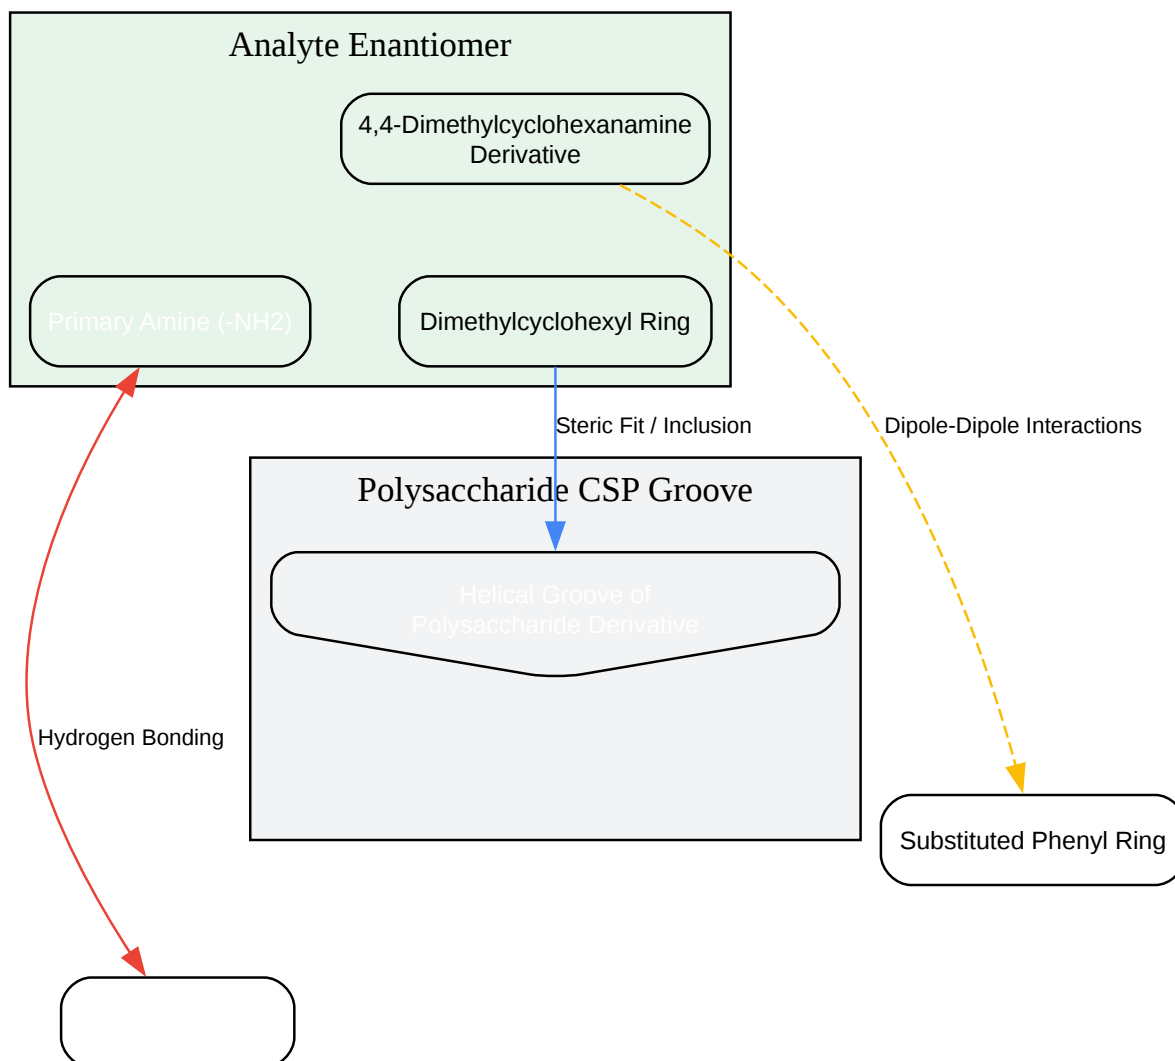 Analyte Enantiomer
4,4-Dimethylcyclohexanamine
Derivative
Primary Amine (-NH2)
Dimethylcyclohexyl Ring
Steric Fit / Inclusion
Dipole-Dipole Interactions
Polysaccharide CSP Groove
Helical Groove of
Polysaccharide Derivative
Hydrogen Bonding
Substituted Phenyl Ring